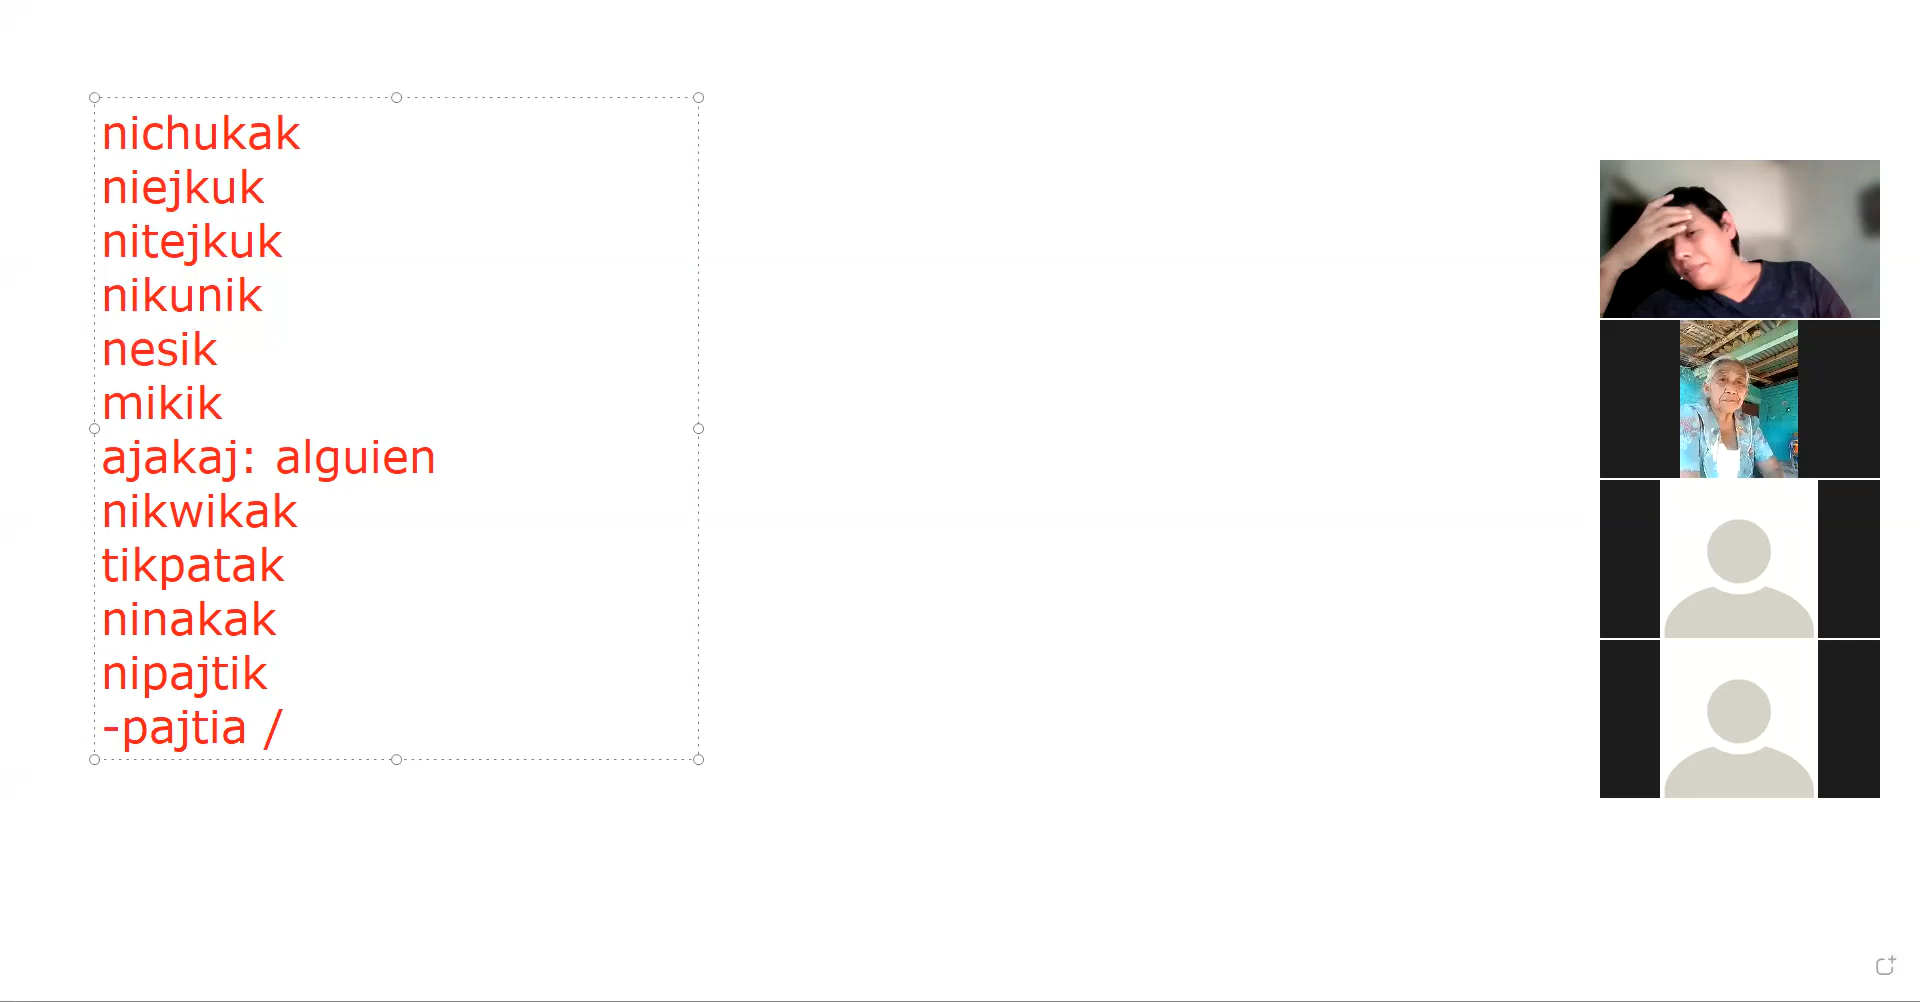 nichukak
niejkuk
nitejkuk
nikunik
nesik
mikik
ajakaj: alguien
nikwikak
tikpatak
ninakak
nipajtik
-pajtia /